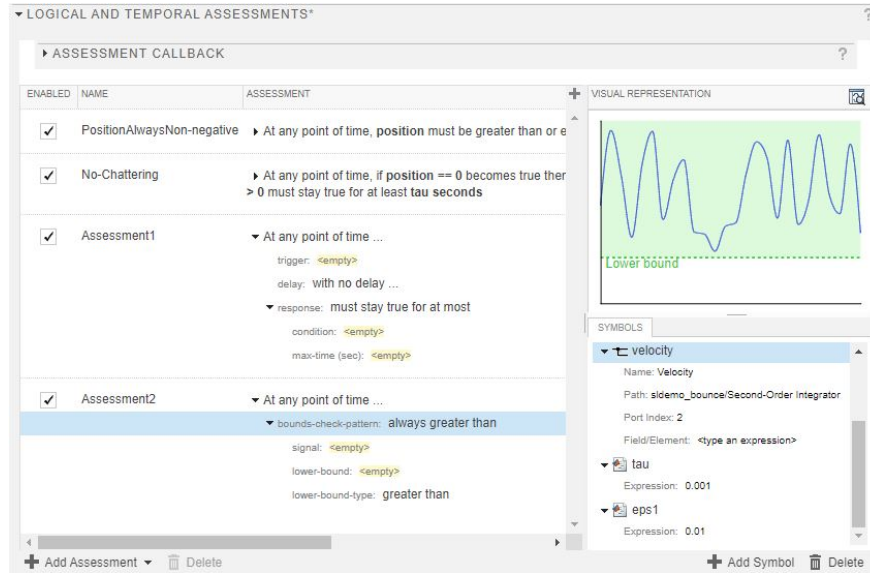 LOGICAL AND TEMPORAL ASSESSMENTS*
?
ASSESSMENT CALLBACK
?
ENABLED NAME ASSESSMENT
VISUAL REPRESENTATION
PositionAlwaysNon-negative At any point of time, position must be greater than or e
No-Chattering At any point of time, if position == 0 becomes true then
> 0 must stay true for at least tau seconds
Assessment1 At any point of time ...
trigger: <empty>
delay: with no delay ...
response: must stay true for at most
condition: <empty>
max-time (sec): <empty>
Assessment2 At any point of time ...
bounds-check-pattern: always greater than
signal: <empty>
lower-bound: <empty>
lower-bound-type: greater than
Add Assessment Delete
Lower bound
SYMBOLS
velocity
Name: Velocity
Path: sldemo_bounce/Second-Order Integrator
Port Index: 2
Field/Element: <type an expression>
tau
Expression: 0.001
eps1
Expression: 0.01
Add Symbol Delete